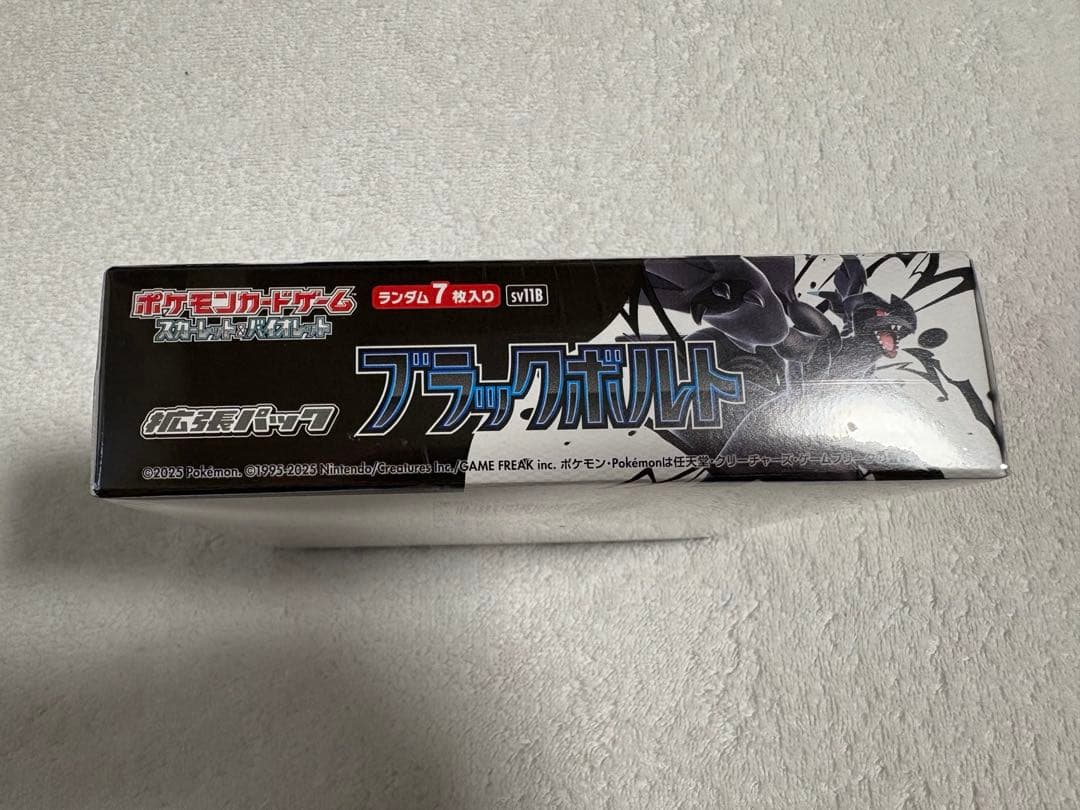 ポケモンカードゲーム
スカーレット&バイオレット
ランダム7枚入り
SV11B
ブラックボルト
拡張パック
©2025 Pokémon. ©1995-2025 Nintendo/Creatures Inc./GAME FREAK inc. ポケモン・Pokémonは任天堂・クリーチャーズ・ゲームフリークの